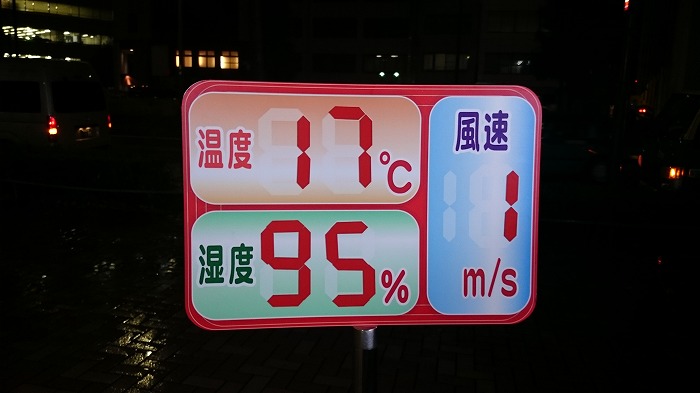 温度 17℃
湿度 95%
風速
1
m/s